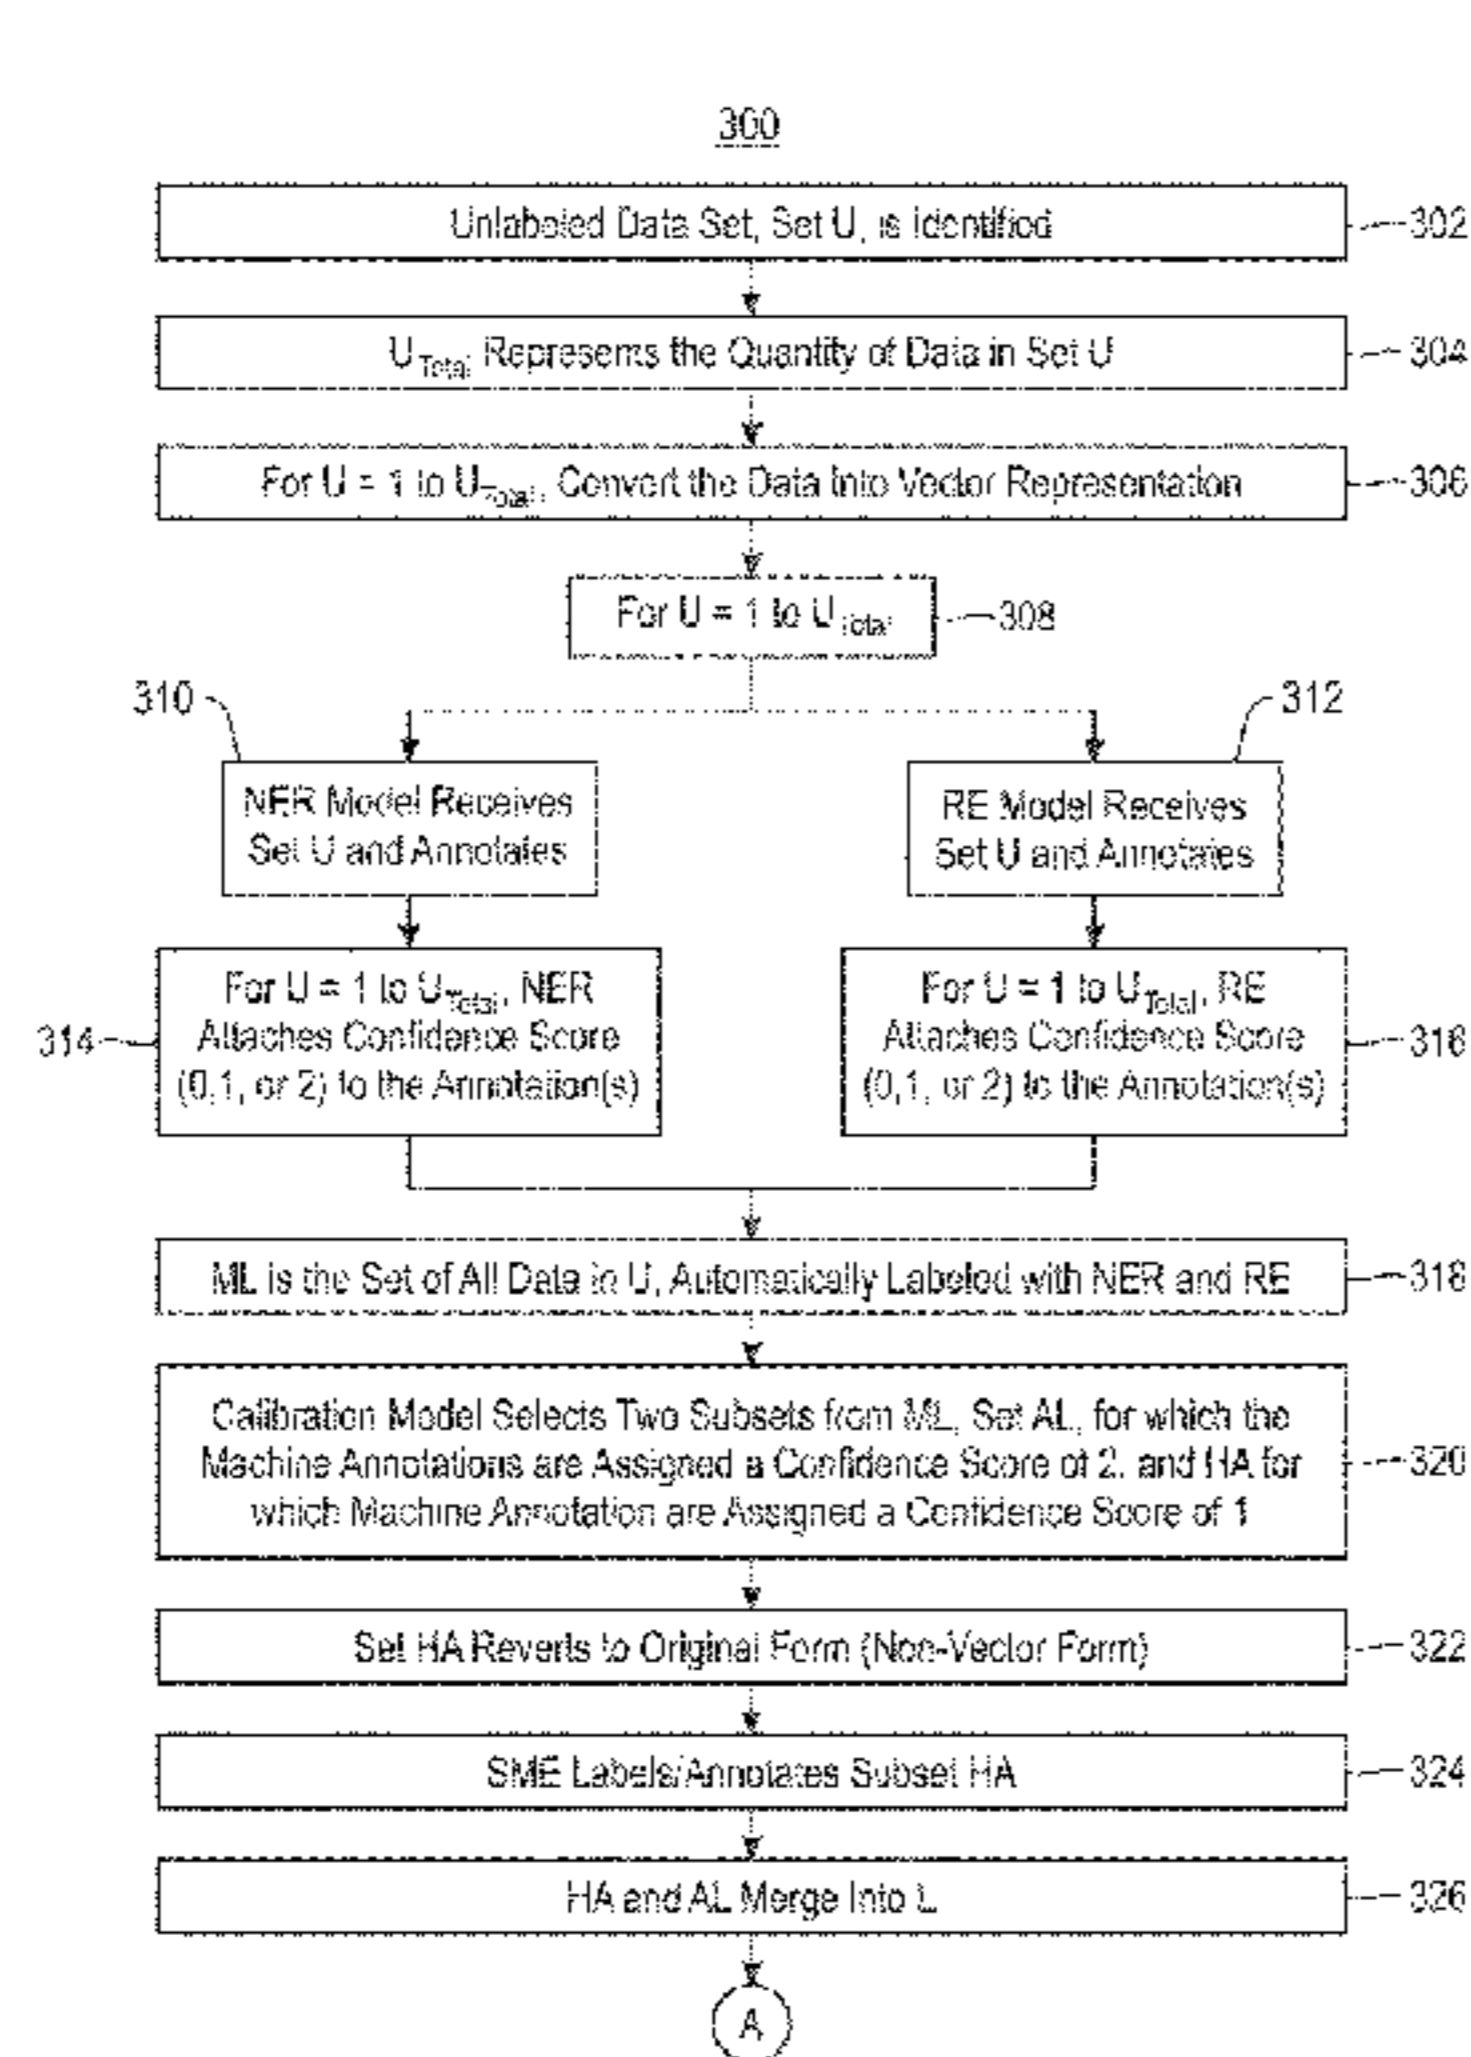 300
Unlabeled Data Set, Set U, is Identified
302
U Total Represents the Quantity of Data in Set U
304
For U = 1 to U Total, Convert the Data Into Vector Representation
306
For U = 1 to U Total
308
310
312
NER Model Receives
Set U and Annotates
RE Model Receives
Set U and Annotates
For U = 1 to U Total, NER
Attaches Confidence Score
(0,1, or 2) to the Annotation(s)
314
For U = 1 to U Total, RE
Attaches Confidence Score
(0,1, or 2) to the Annotation(s)
316
ML is the Set of All Data in U, Automatically Labeled with NER and RE
318
Calibration Model Selects Two Subsets from ML, Set AL, for which the
Machine Annotations are Assigned a Confidence Score of 2, and HA for
which Machine Annotation are Assigned a Confidence Score of 1
320
Set HA Reverts to Original Form (Non-Vector Form)
322
SME Labels/Annotates Subset HA
324
HA and AL Merge Into L
326
A